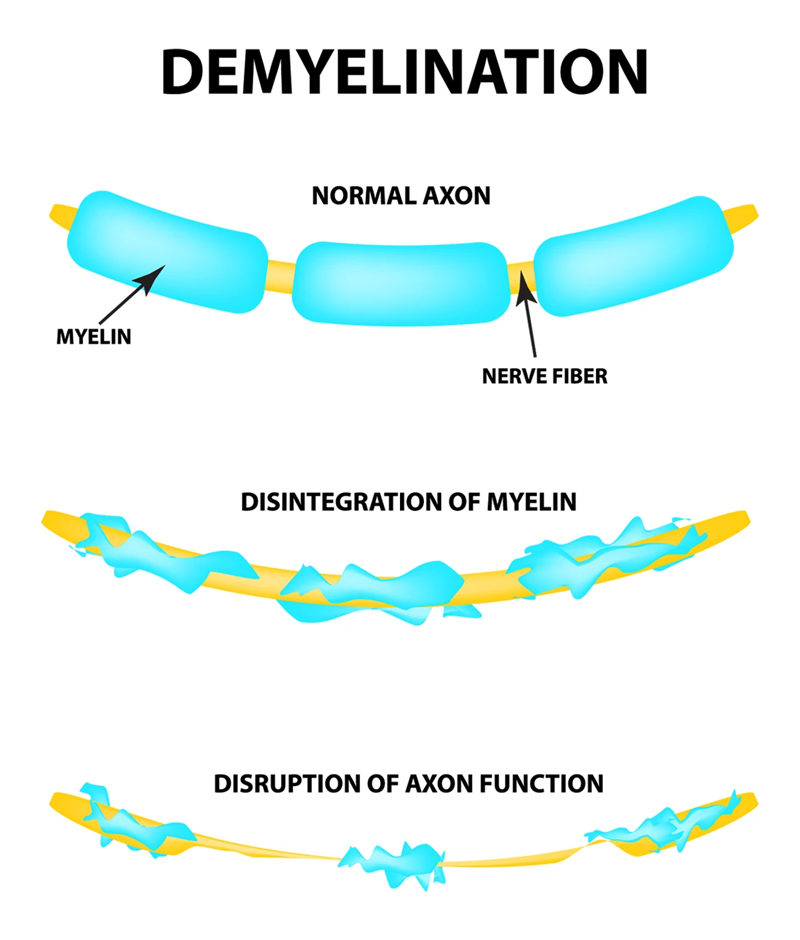 DEMYELINATION
NORMAL AXON
MYELIN
NERVE FIBER
DISINTEGRATION OF MYELIN
DISRUPTION OF AXON FUNCTION